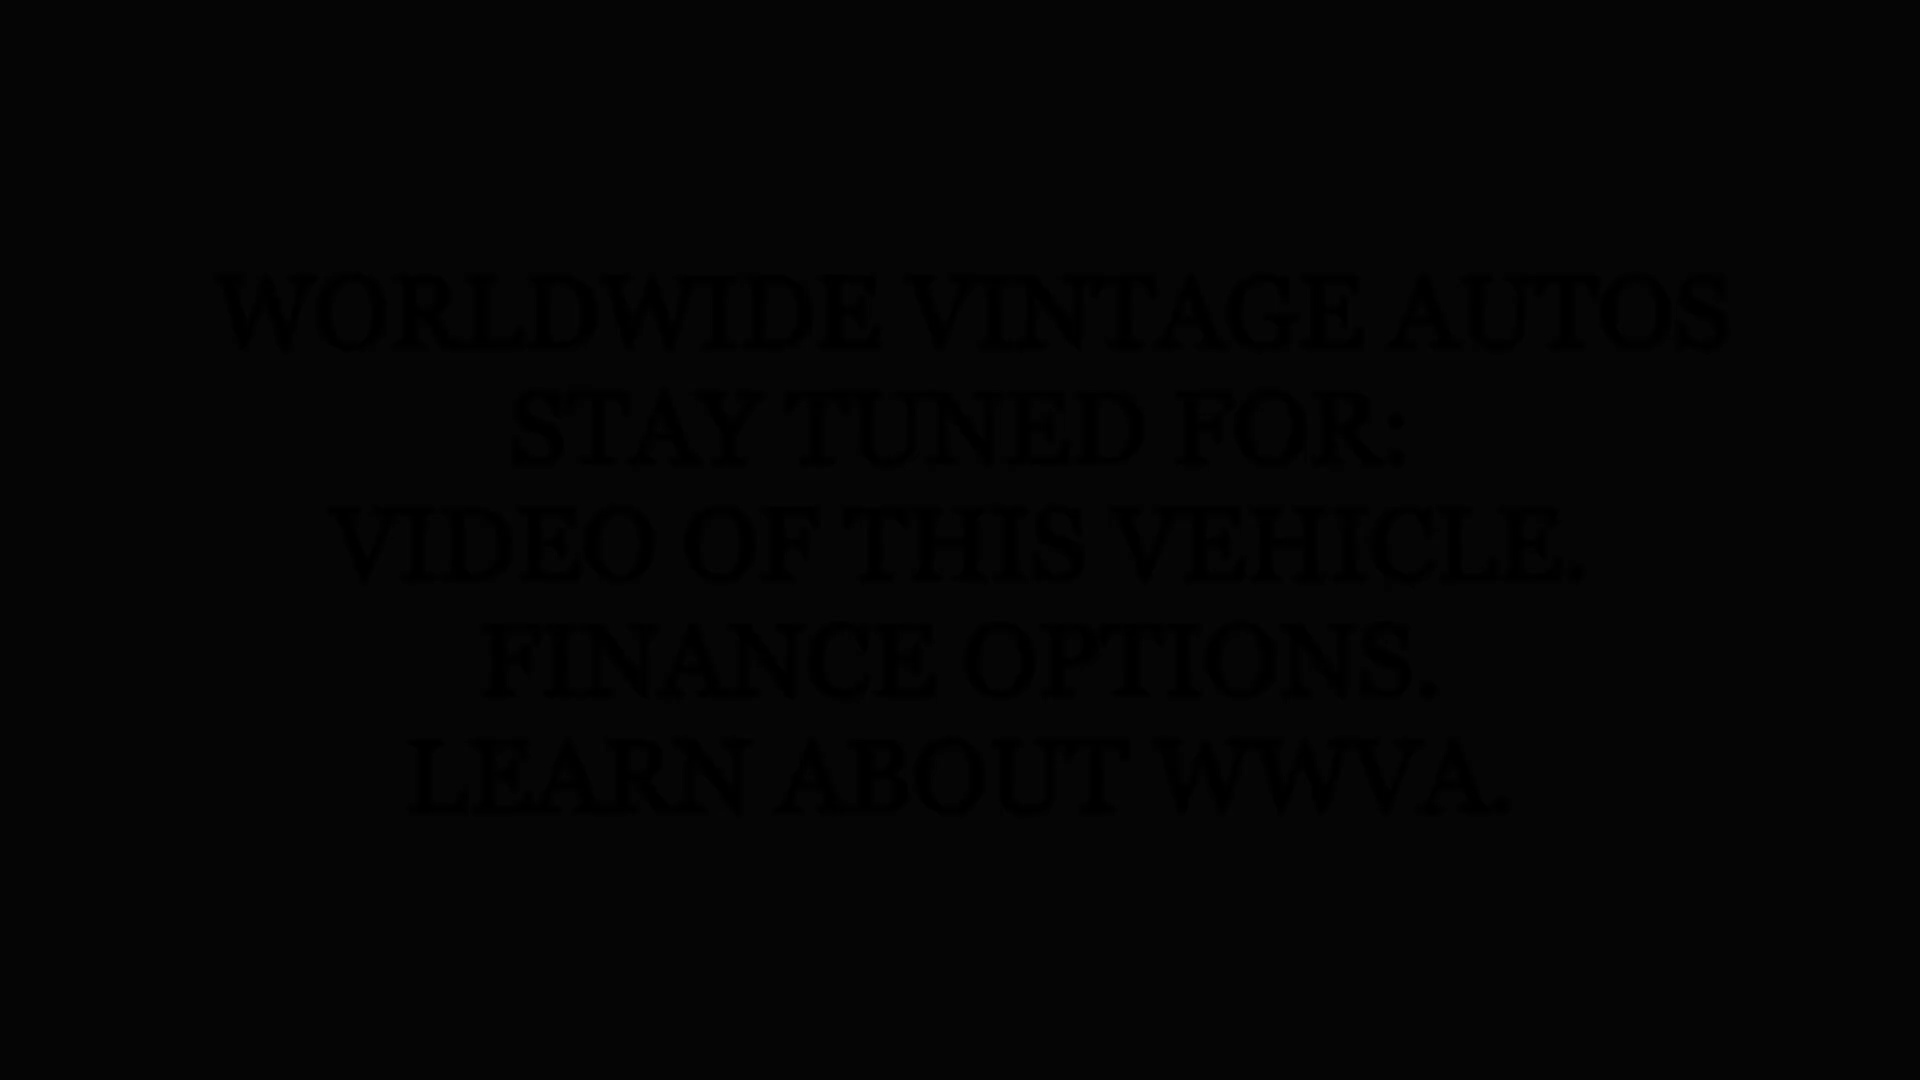 WORLDWIDE VINTAGE AUTOS
STAY TUNED FOR:
VIDEO OF THIS VEHICLE.
FINANCE OPTIONS.
LEARN ABOUT WWVA.